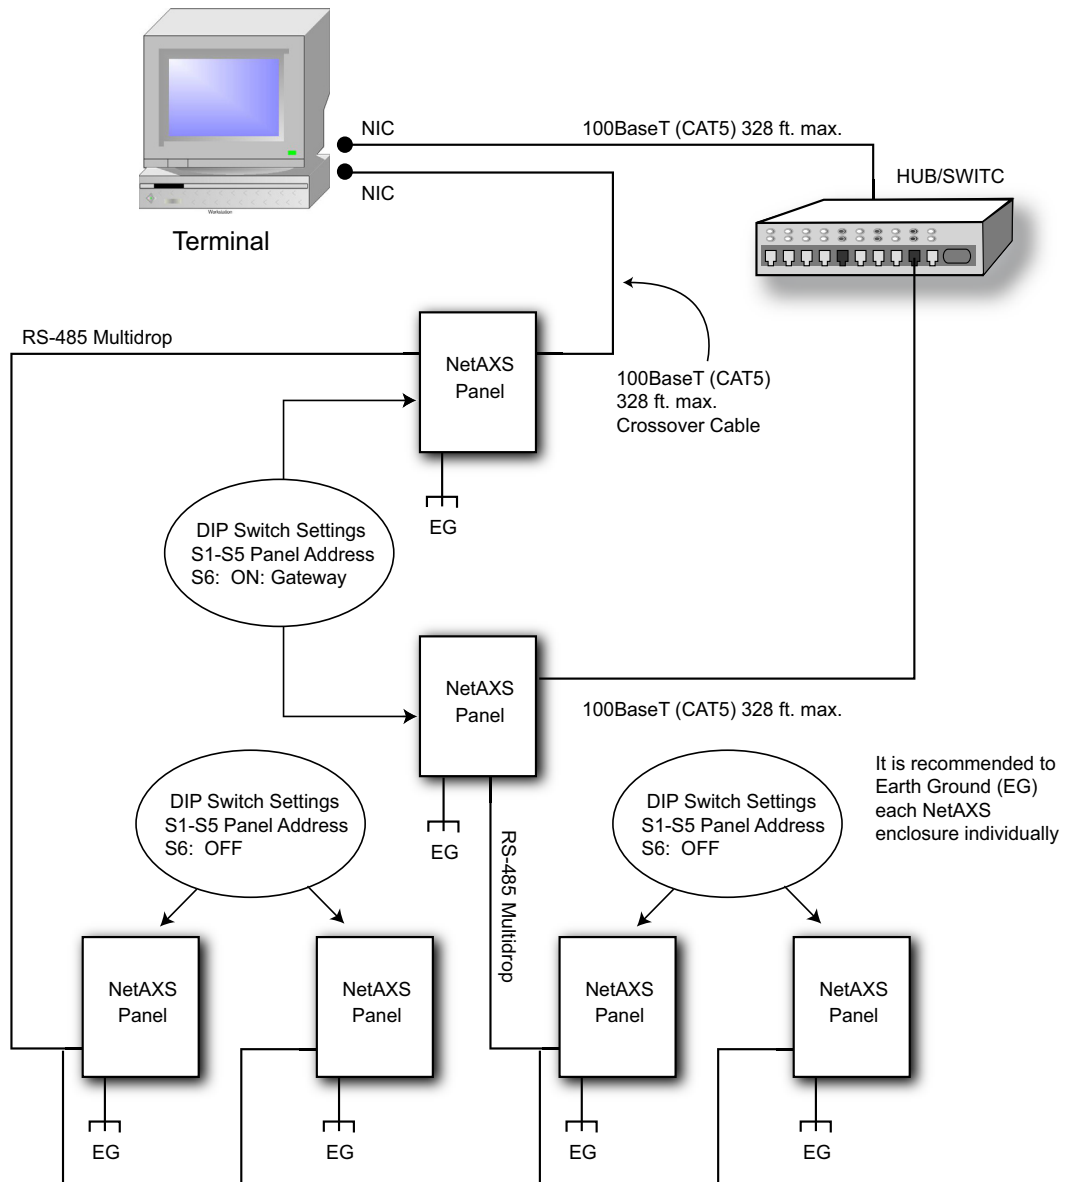 NIC
100BaseT (CAT5) 328 ft. max.
HUB/SWITC
NIC
Workstation
Terminal
RS-485 Multidrop
NetAXS
Panel
100BaseT (CAT5)
328 ft. max.
Crossover Cable
EG
DIP Switch Settings
S1-S5 Panel Address
S6: ON: Gateway
NetAXS
Panel
100BaseT (CAT5) 328 ft. max.
It is recommended to
Earth Ground (EG)
each NetAXS
enclosure individually
DIP Switch Settings
S1-S5 Panel Address
S6: OFF
EG
RS-485 Multidrop
DIP Switch Settings
S1-S5 Panel Address
S6: OFF
NetAXS
Panel
NetAXS
Panel
NetAXS
Panel
NetAXS
Panel
EG
EG
EG
EG